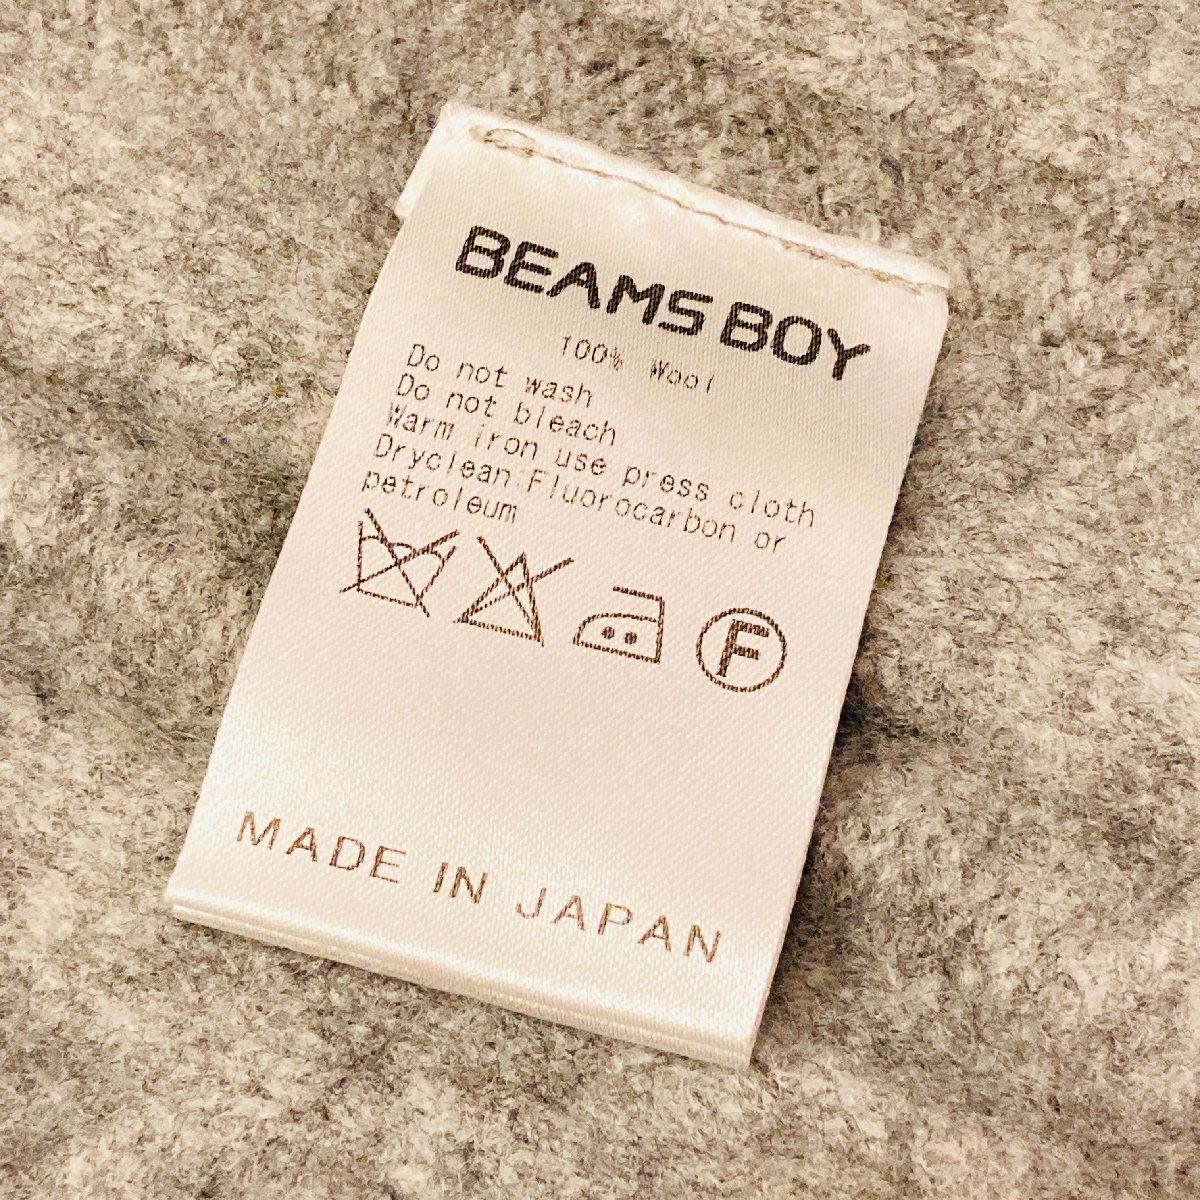 BEAMS BOY
100% Wool
Do not wash
Do not bleach
Warm iron use press cloth
Dryclean Fluorocarbon or
petroleum
F
MADE IN JAPAN